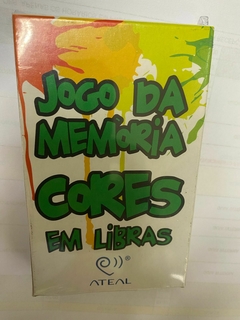 JOGO DA
MEMÓRIA
CORES
EM LIBRAS
®
ATEAL